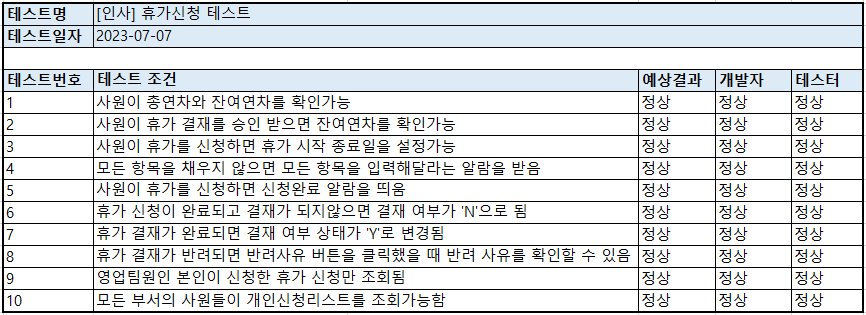 테스트명 [인사] 휴가신청 테스트
테스트일자 2023-07-07
테스트번호 테스트 조건 예상결과 개발자 테스터
1 사원이 총연차와 잔여연차를 확인가능 정상 정상 정상
2 사원이 휴가 결재를 승인 받으면 잔여연차를 확인가능 정상 정상 정상
3 사원이 휴가를 신청하면 휴가 시작 종료일을 설정가능 정상 정상 정상
4 모든 항목을 채우지 않으면 모든 항목을 입력해달라는 알람을 받음 정상 정상 정상
5 사원이 휴가를 신청하면 신청완료 알람을 띄움 정상 정상 정상
6 휴가 신청이 완료되고 결재가 되지않으면 결재 여부가 'N'으로 됨 정상 정상 정상
7 휴가 결재가 완료되면 결재 여부 상태가 'Y'로 변경됨 정상 정상 정상
8 휴가 결재가 반려되면 반려사유 버튼을 클릭했을 때 반려 사유를 확인할 수 있음 정상 정상 정상
9 영업팀원인 본인이 신청한 휴가 신청만 조회됨 정상 정상 정상
10 모든 부서의 사원들이 개인신청리스트를 조회가능함 정상 정상 정상